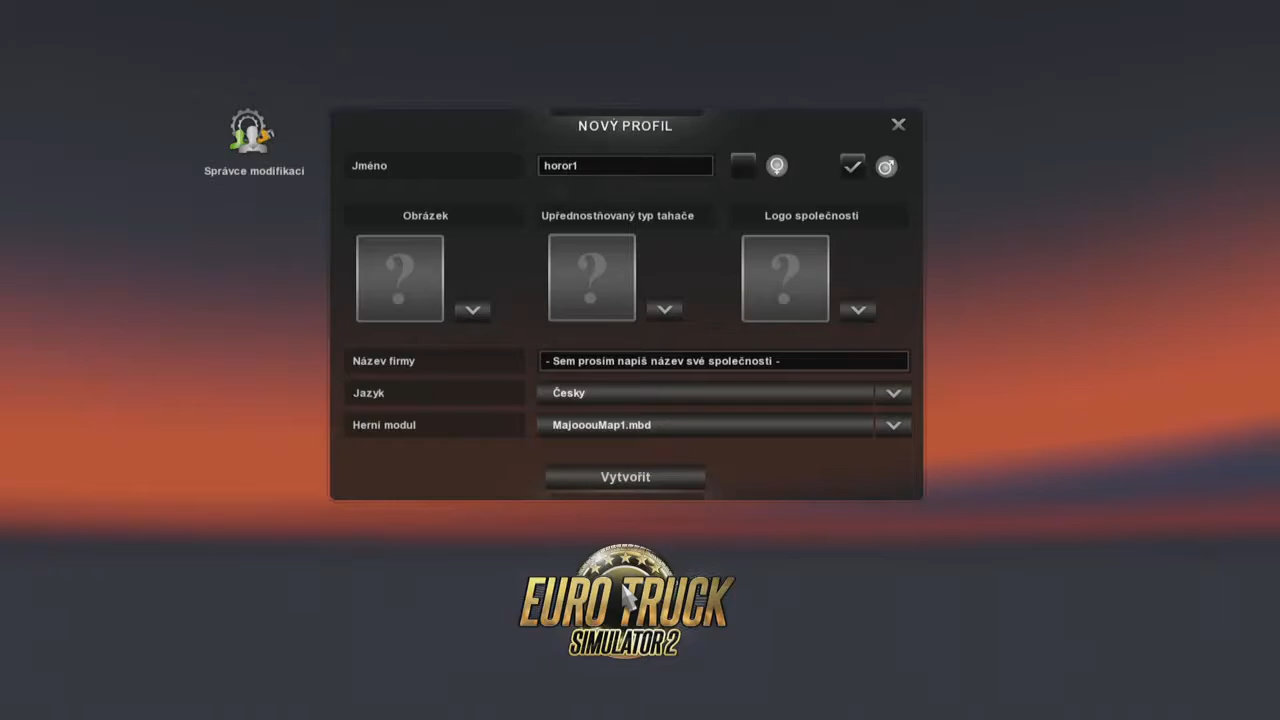 NOVÝ PROFIL
Správce modifikací
Jméno
horor1
Obrázek
Upřednostňovaný typ tahače
Logo společnosti
?
?
?
Název firmy
- Sem prosím napiš název své společnosti -
Jazyk
Česky
Herní modul
MajooouMap1.mbd
Vytvořit
EURO TRUCK
SIMULATOR 2